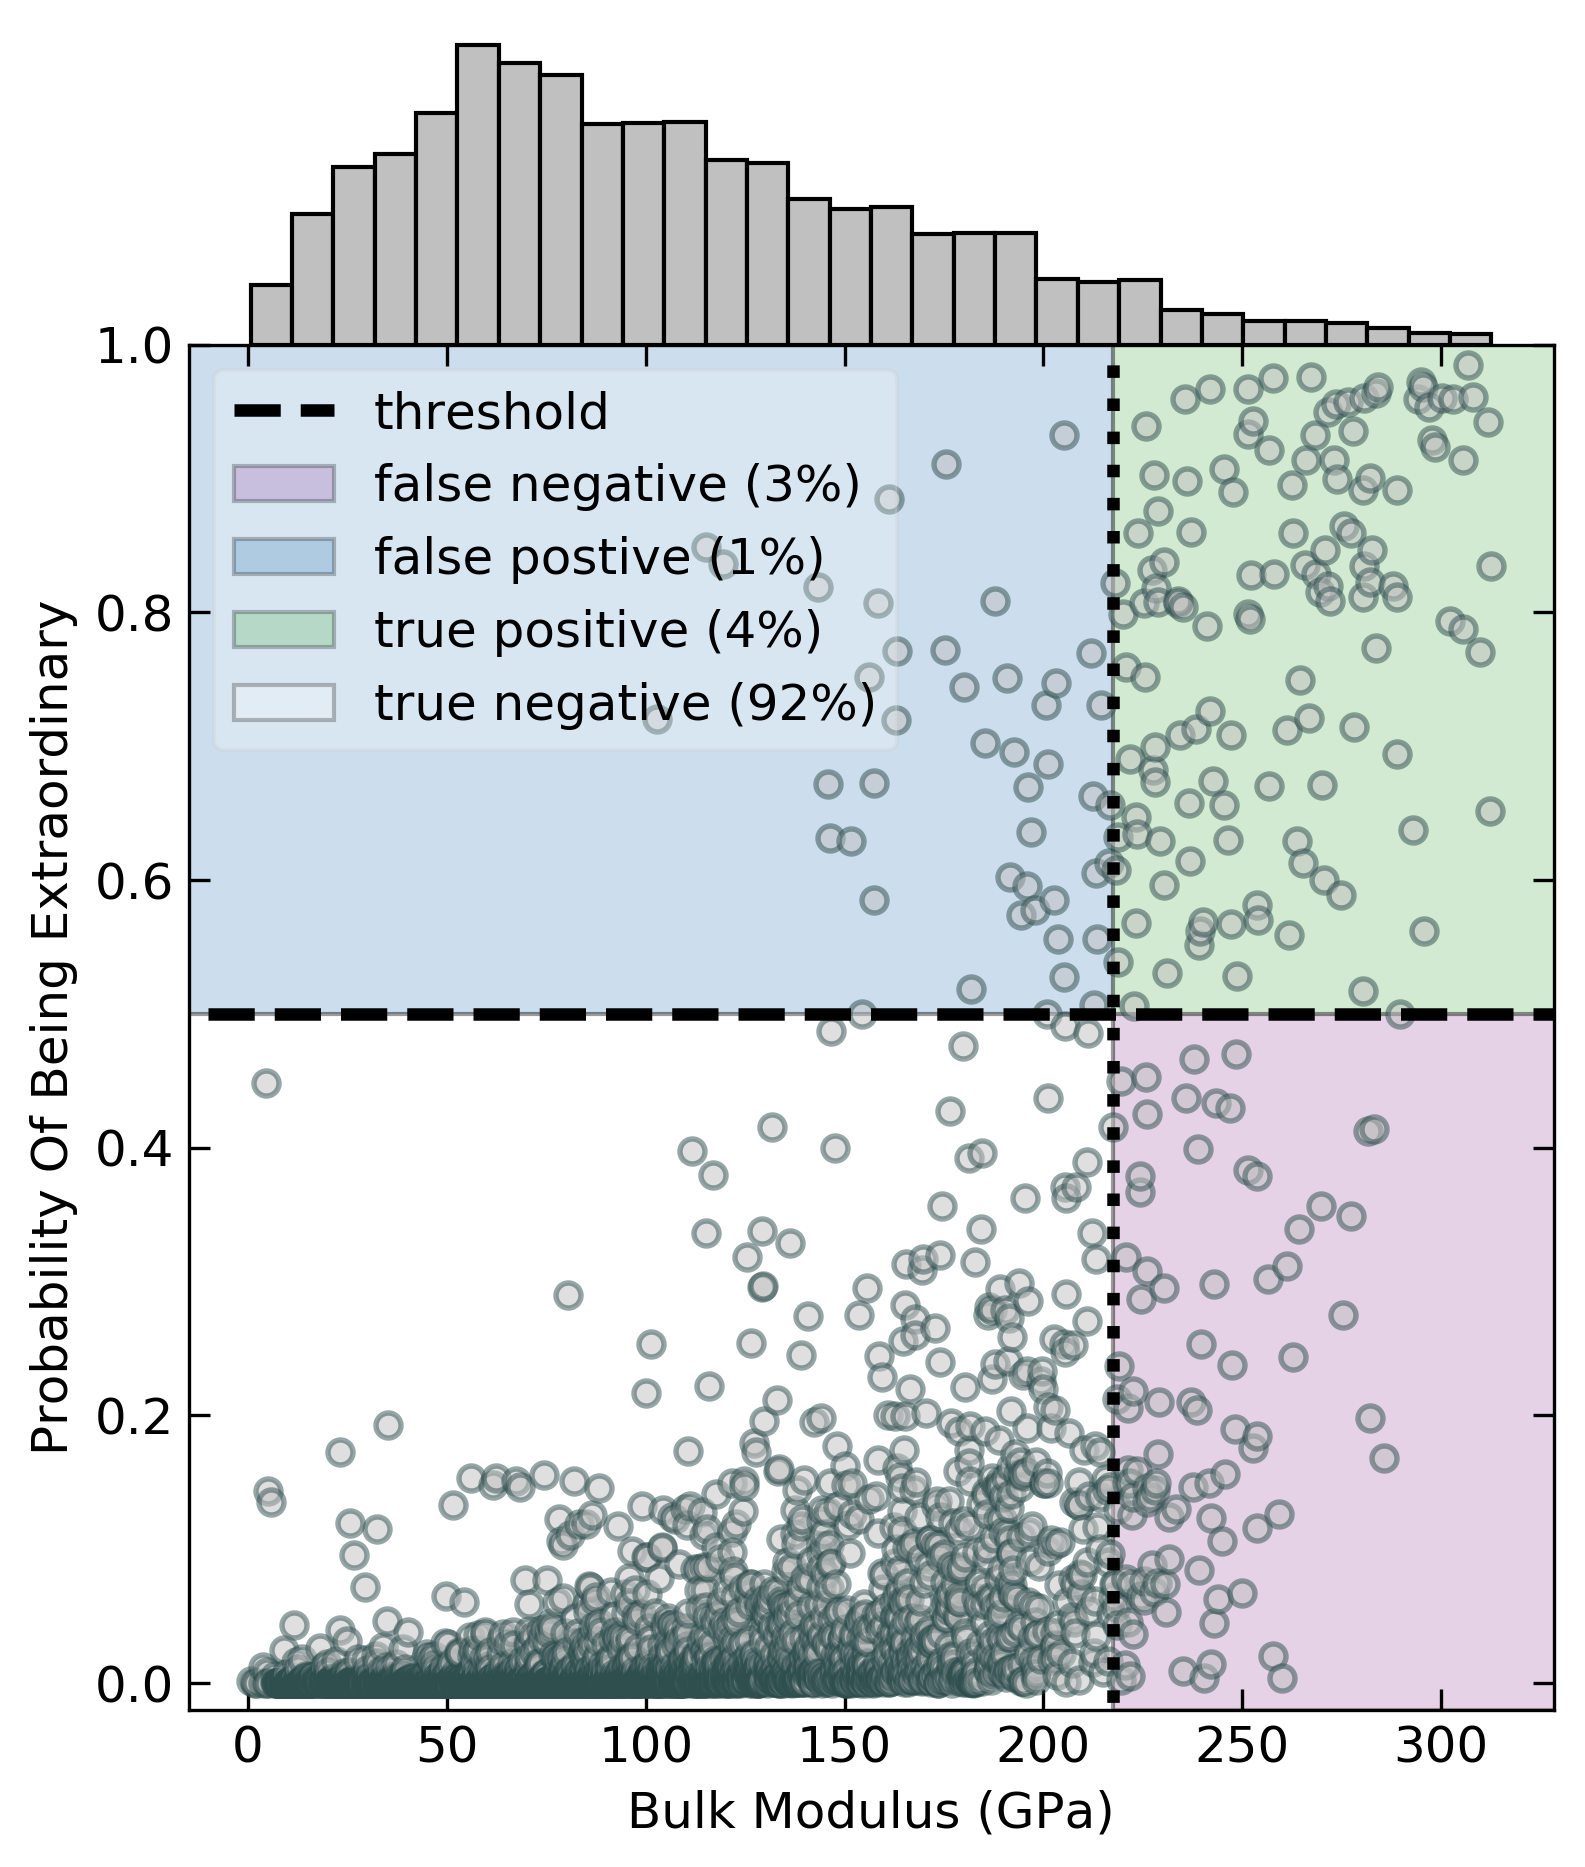 1.0
0.8
0.6
0.4
0.2
0.0
Probability Of Being Extraordinary
threshold
false negative (3%)
false postive (1%)
true positive (4%)
true negative (92%)
0 50 100 150 200 250 300
Bulk Modulus (GPa)